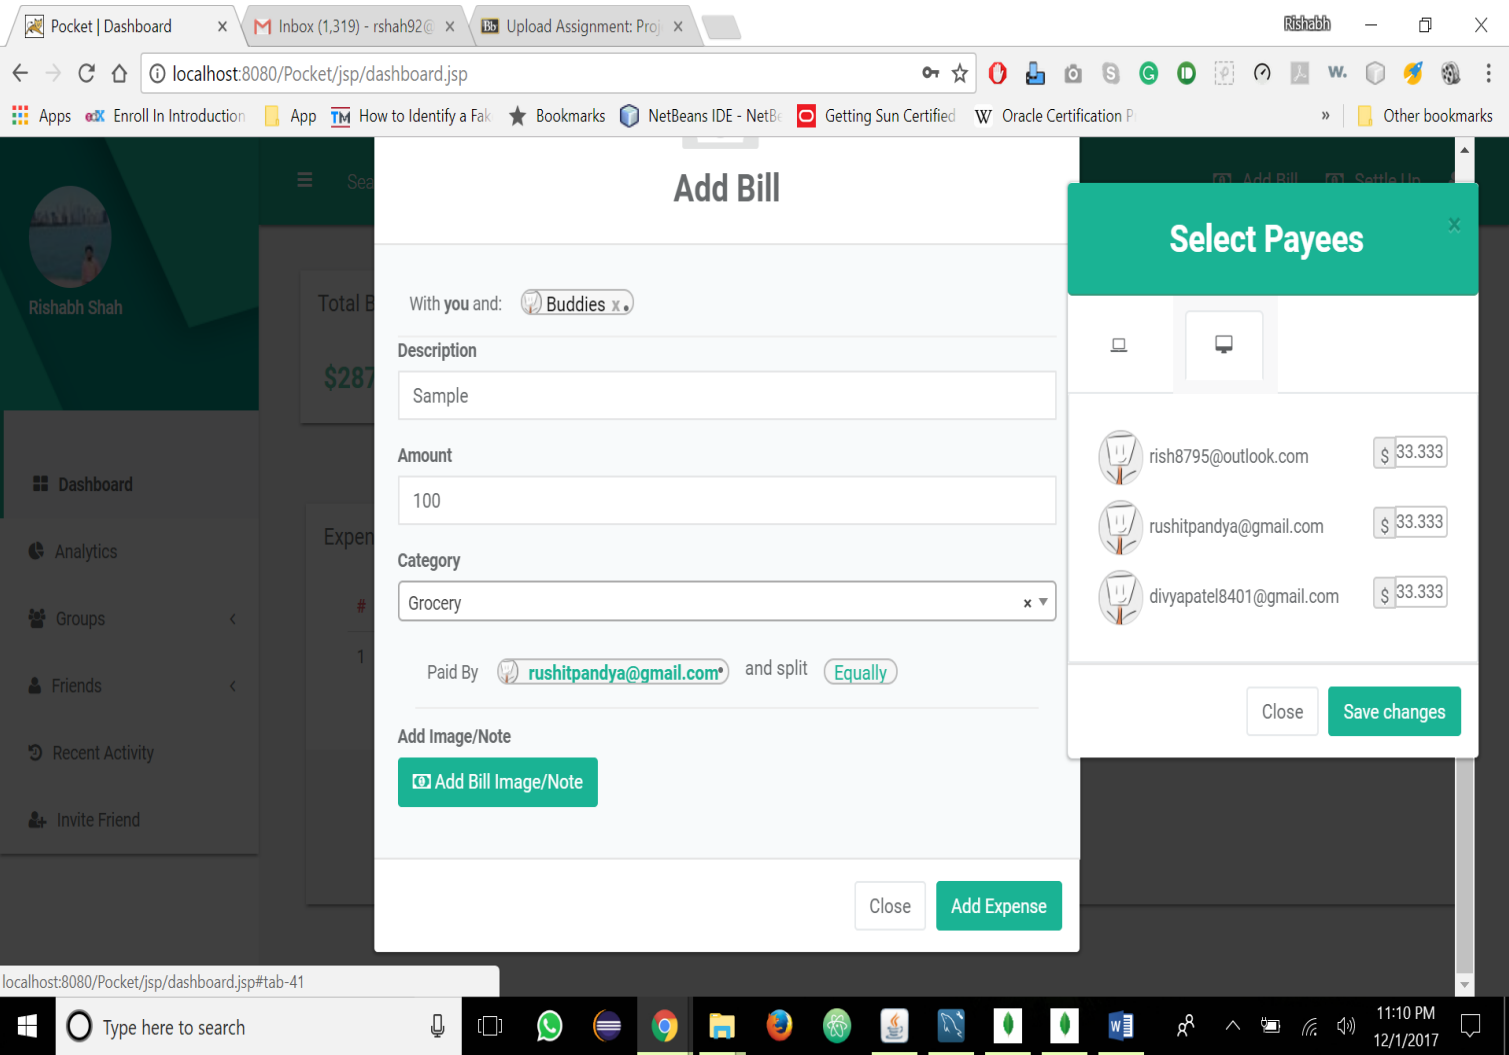 Pocket | Dashboard
Inbox (1,319) - rshah92@
Upload Assignment: Proj
Rishabh
localhost:8080/Pocket/jsp/dashboard.jsp
Apps
Enroll In Introduction
App
How to Identify a Fak
Bookmarks
NetBeans IDE - NetBe
Getting Sun Certified
Oracle Certification P
»
Other bookmarks
Sea
Add Bill
Settle Up
Rishabh Shah
Total B
$287
Dashboard
Analytics
Groups
Friends
Recent Activity
Invite Friend
Expen
#
1
Add Bill
With you and: Buddies x
Description
Sample
Amount
100
Category
Grocery
Paid By rushitpandya@gmail.com and split Equally
Add Image/Note
Add Bill Image/Note
Close
Add Expense
Select Payees
x
rish8795@outlook.com $ 33.333
rushitpandya@gmail.com $ 33.333
divyapatel8401@gmail.com $ 33.333
Close
Save changes
localhost:8080/Pocket/jsp/dashboard.jsp#tab-41
Type here to search
11:10 PM
12/1/2017